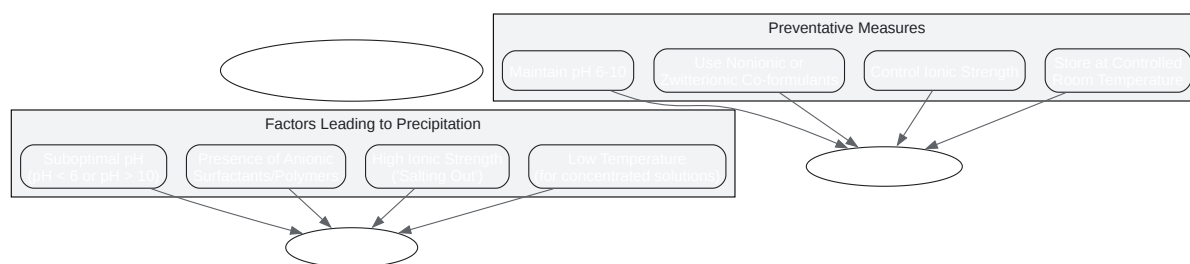 Preventative Measures
Maintain pH 6-10
Use Nonionic or
Zwitterionic Co-formulants
Control Ionic Strength
Store at Controlled
Room Temperature
Factors Leading to Precipitation
Suboptimal pH
(pH < 6 or pH > 10)
Presence of Anionic
Surfactants/Polymers
High Ionic Strength
('Salting Out')
Low Temperature
(for concentrated solutions)